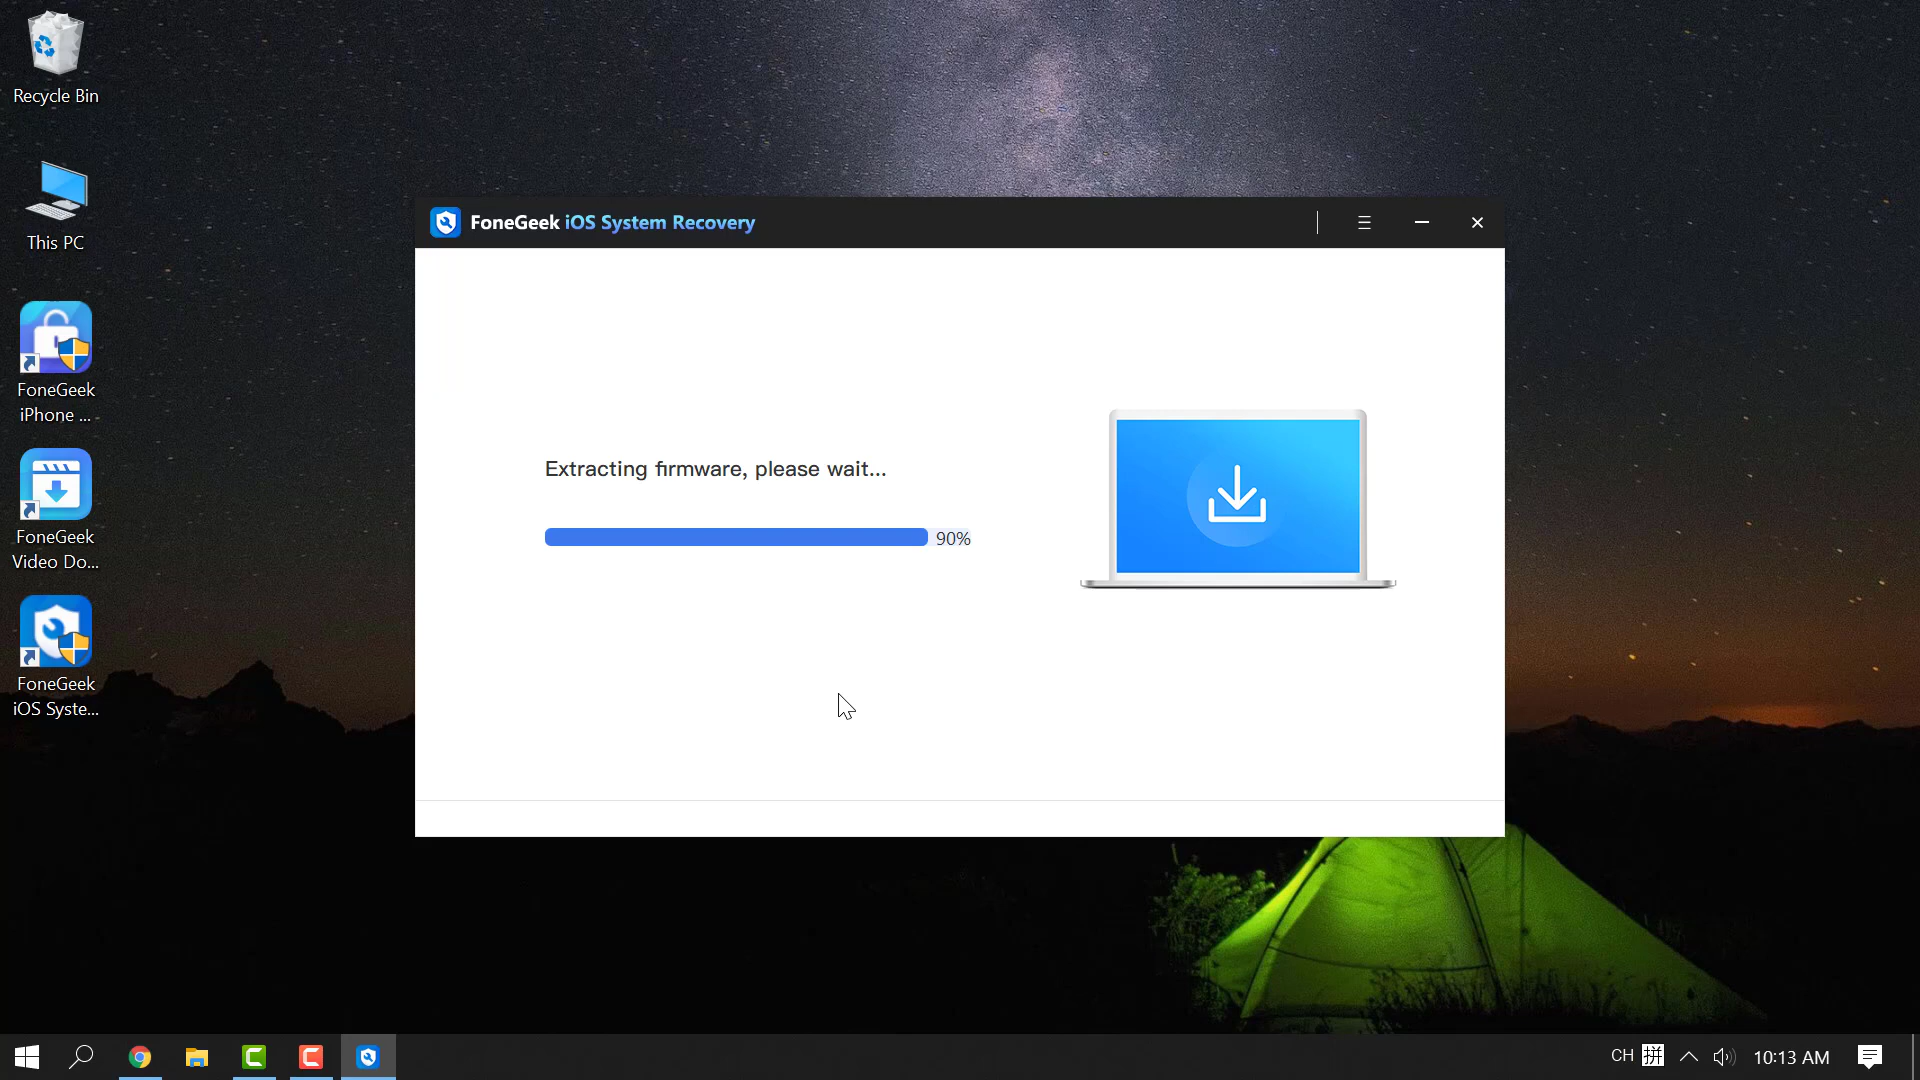 Recycle Bin
This PC
FoneGeek
iPhone ...
FoneGeek
Video Do...
FoneGeek
iOS Syste...
FoneGeek iOS System Recovery
Extracting firmware, please wait...
90%
CH 拼
10:13 AM